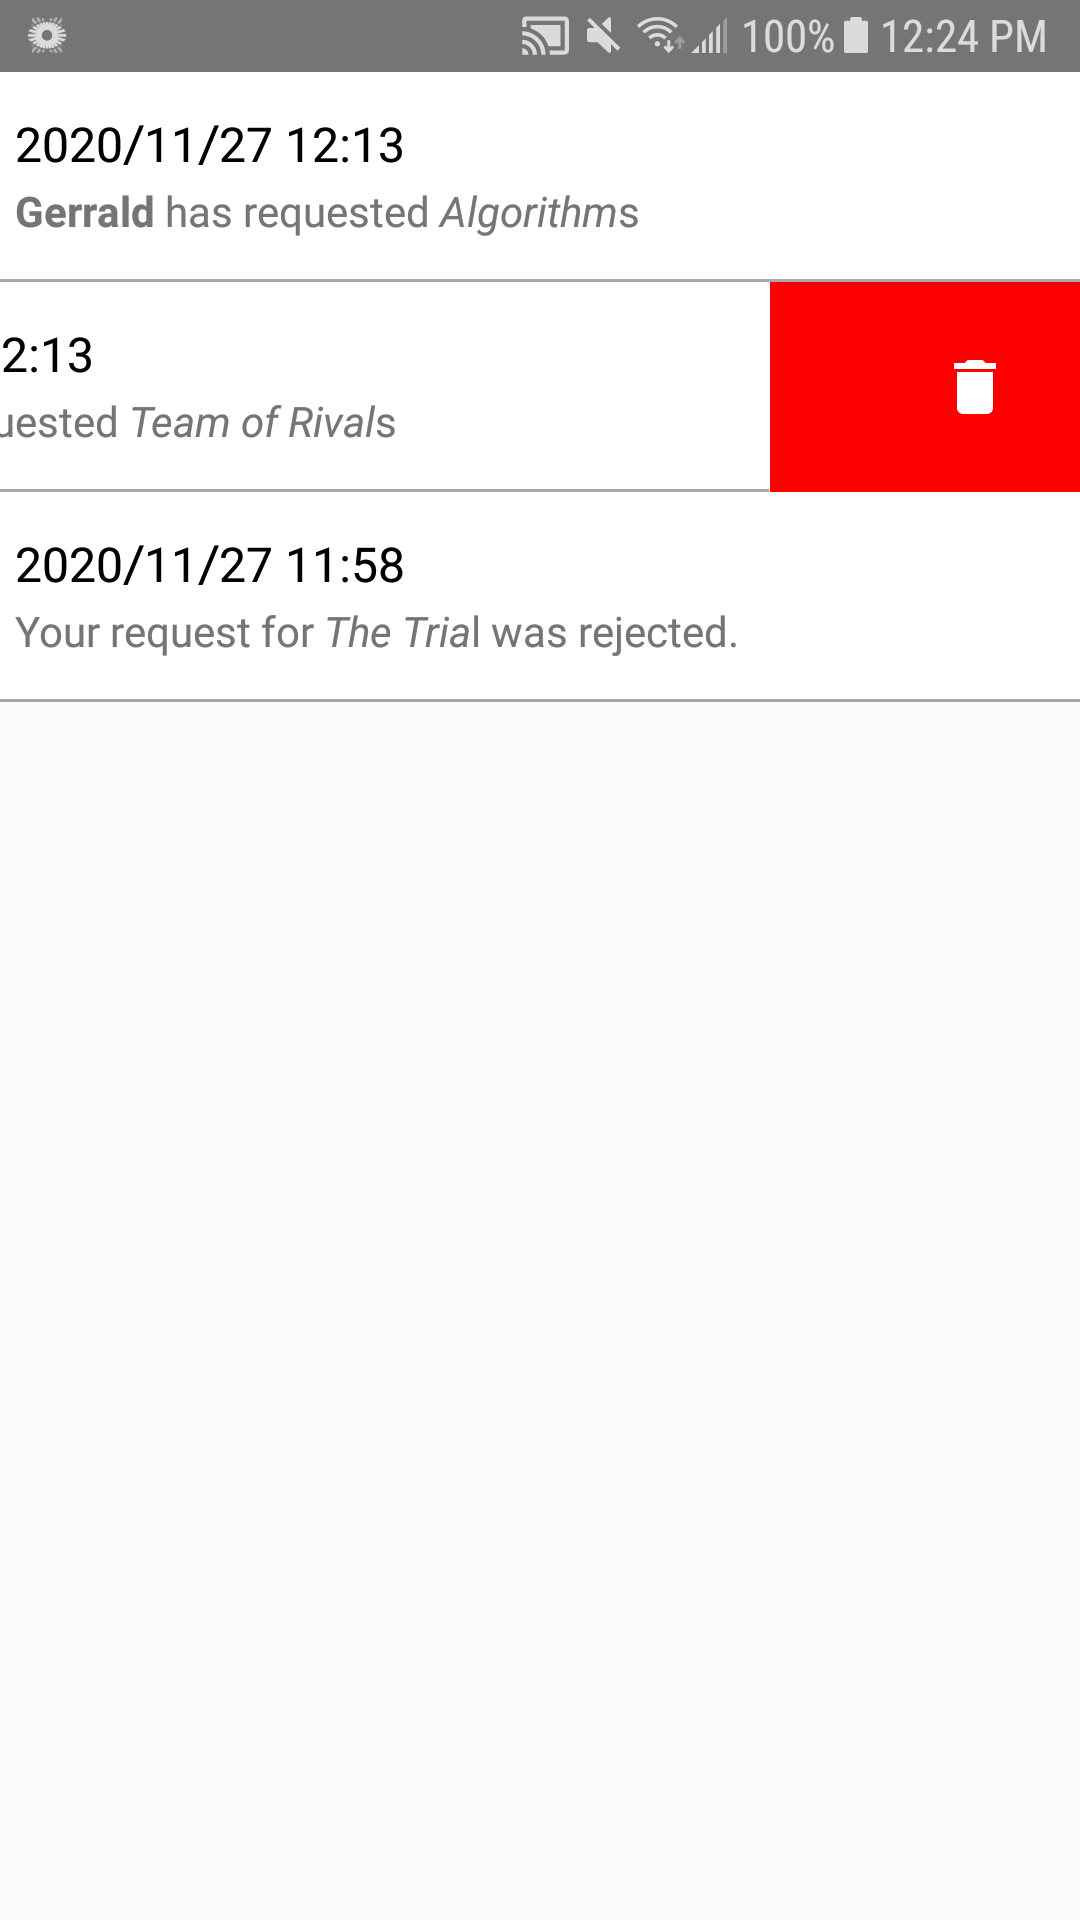 100% 12:24 PM
2020/11/27 12:13
Gerrald has requested Algorithms
2:13
uested Team of Rivals
2020/11/27 11:58
Your request for The Trial was rejected.